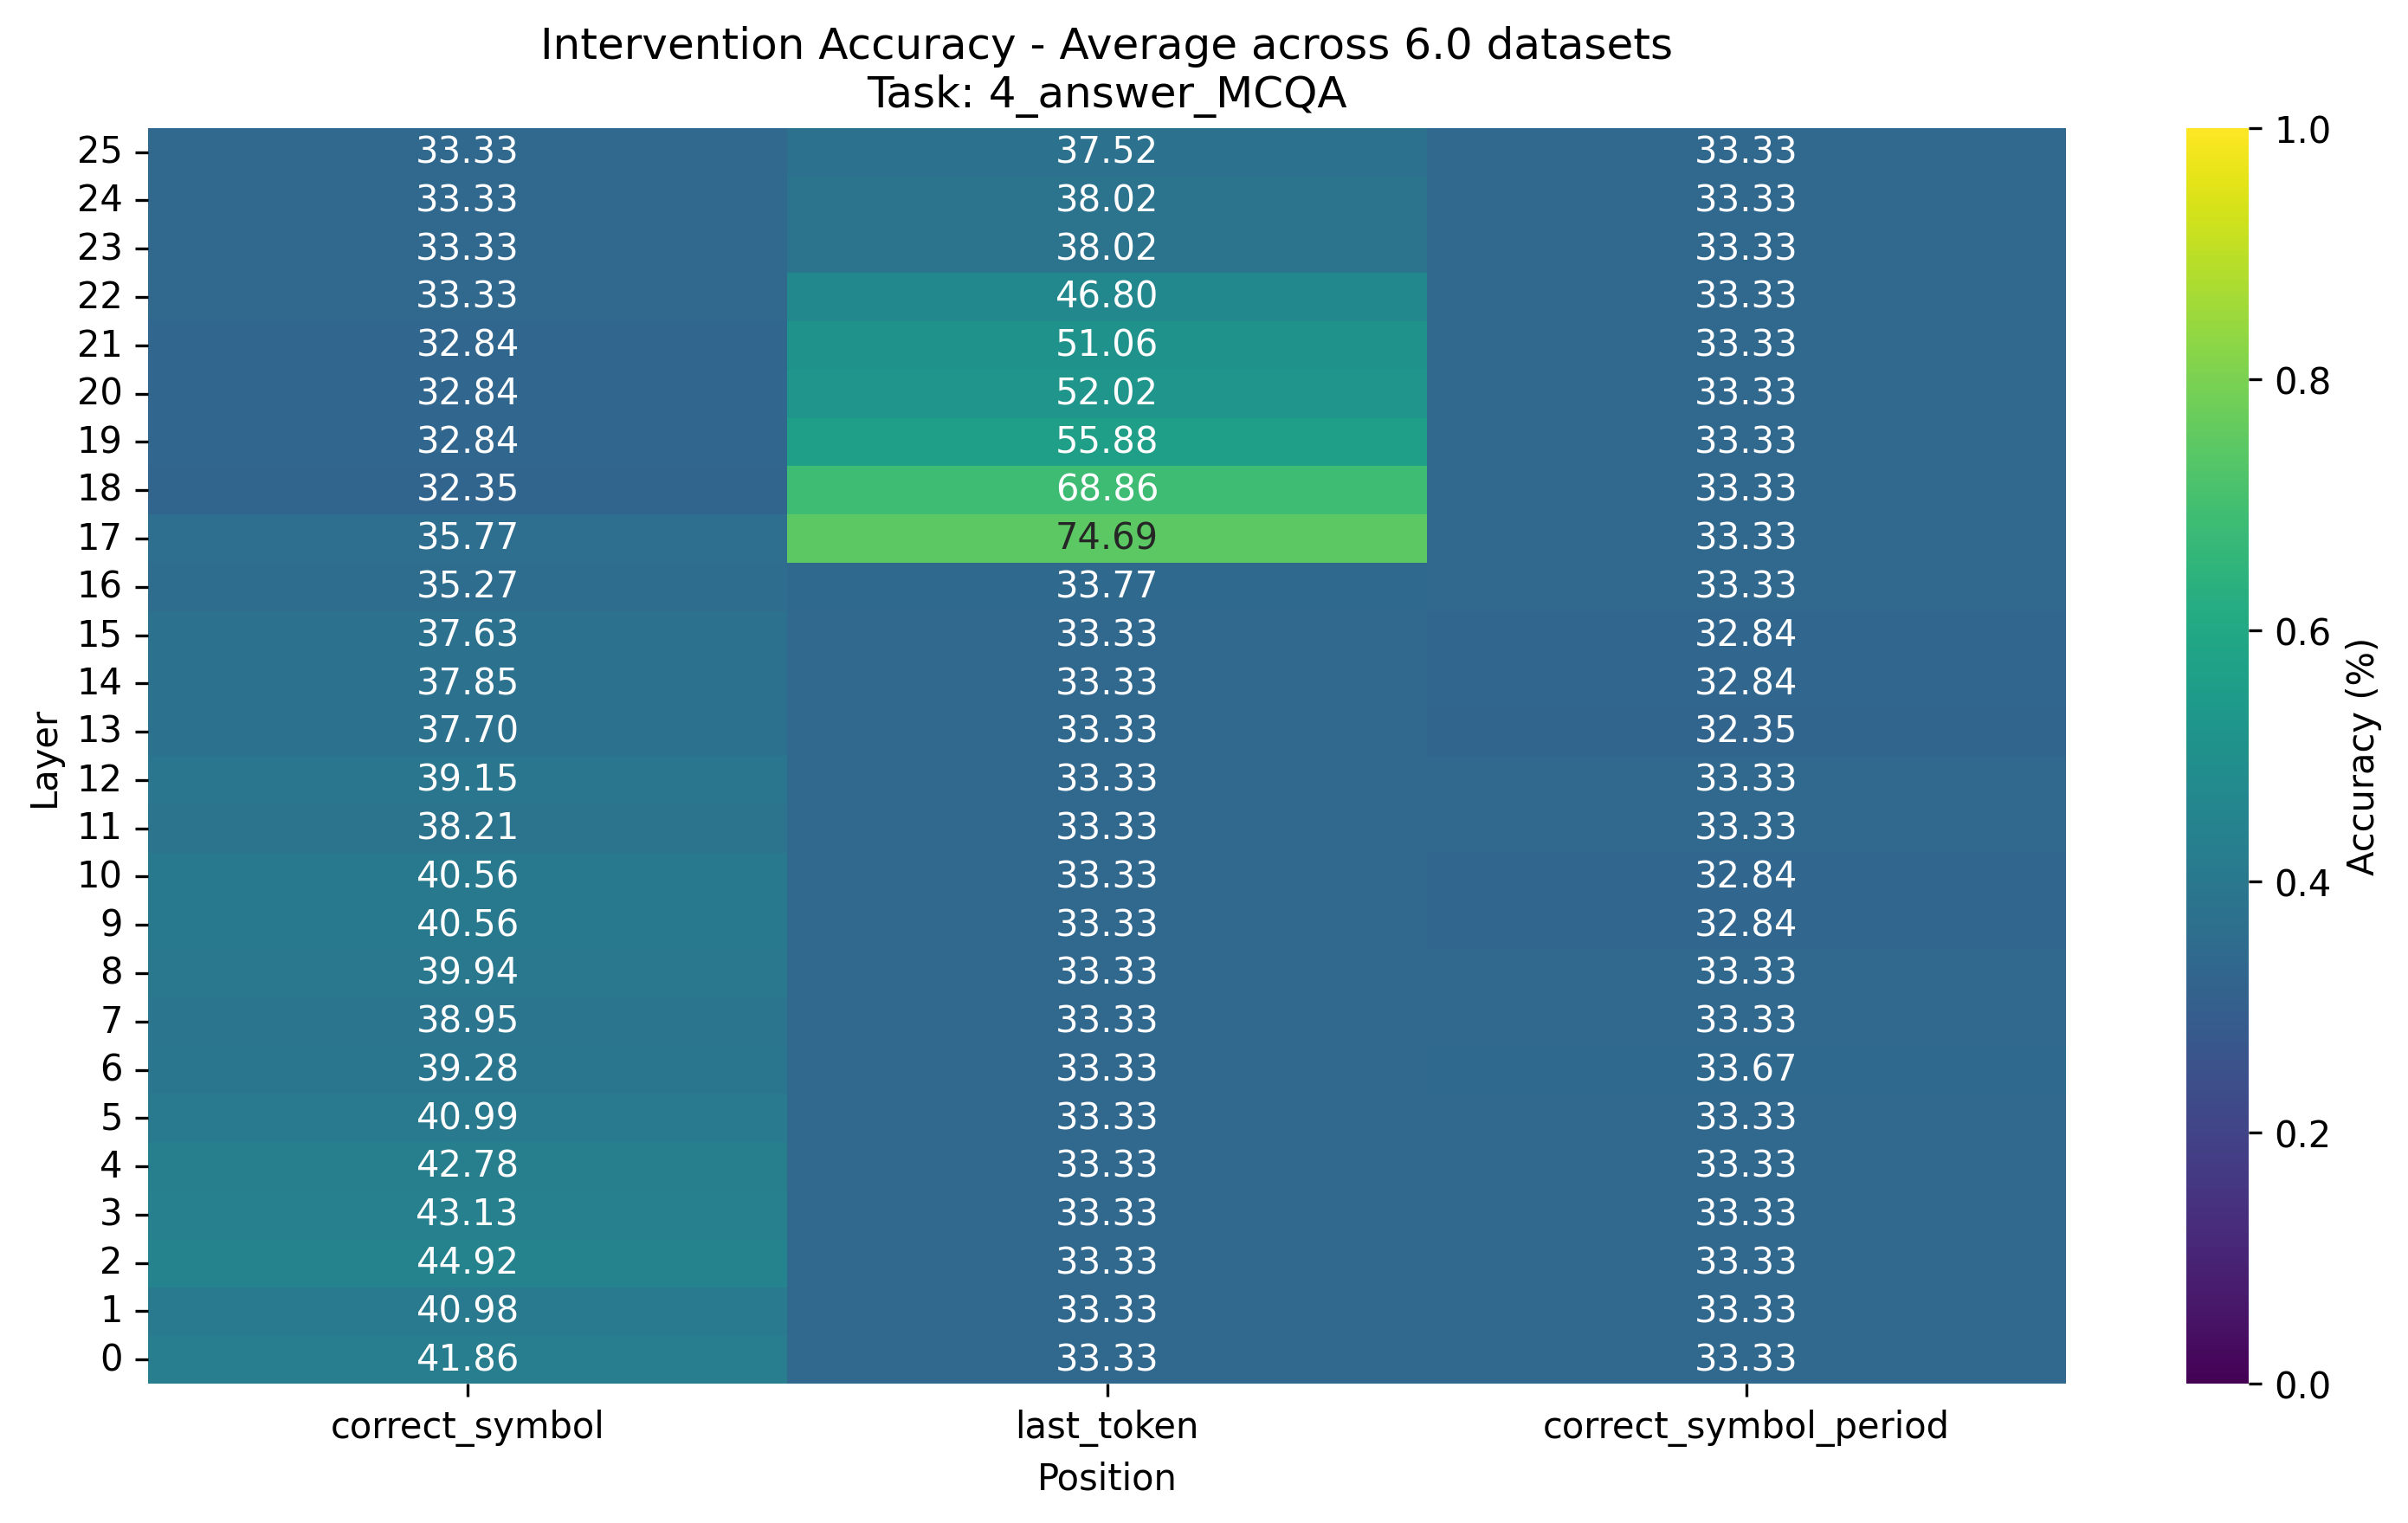 Intervention Accuracy - Average across 6.0 datasets
Task: 4_answer_MCQA
25 33.33 37.52 33.33
24 33.33 38.02 33.33
23 33.33 38.02 33.33
22 33.33 46.80 33.33
21 32.84 51.06 33.33
20 32.84 52.02 33.33
19 32.84 55.88 33.33
18 32.35 68.86 33.33
17 35.77 74.69 33.33
16 35.27 33.77 33.33
15 37.63 33.33 32.84
14 37.85 33.33 32.84
13 37.70 33.33 32.35
12 39.15 33.33 33.33
11 38.21 33.33 33.33
10 40.56 33.33 32.84
9 40.56 33.33 32.84
8 39.94 33.33 33.33
7 38.95 33.33 33.33
6 39.28 33.33 33.67
5 40.99 33.33 33.33
4 42.78 33.33 33.33
3 43.13 33.33 33.33
2 44.92 33.33 33.33
1 40.98 33.33 33.33
0 41.86 33.33 33.33
Layer
correct_symbol last_token correct_symbol_period
Position
1.0
0.8
0.6
0.4
0.2
0.0
Accuracy (%)